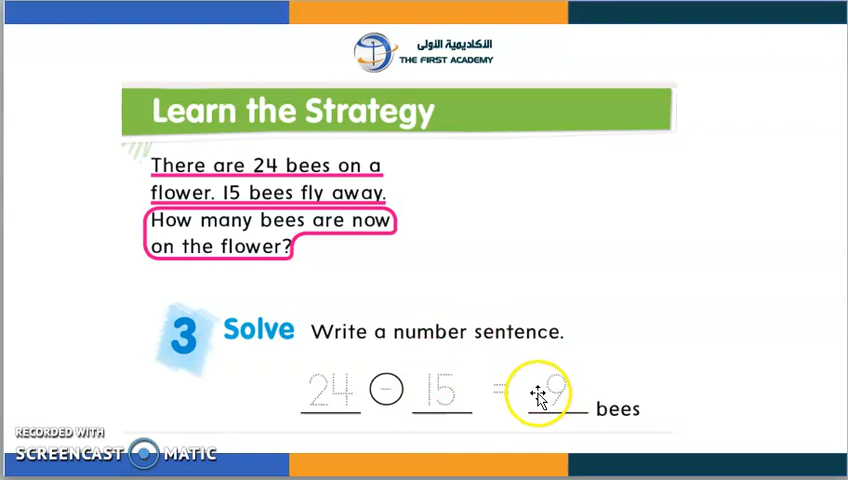 الأكاديمية الأولى
THE FIRST ACADEMY
Learn the Strategy
There are 24 bees on a
flower. 15 bees fly away.
How many bees are now
on the flower?
3 Solve Write a number sentence.
24 - 15 = 9 bees
RECORDED WITH
SCREENCAST MATIC